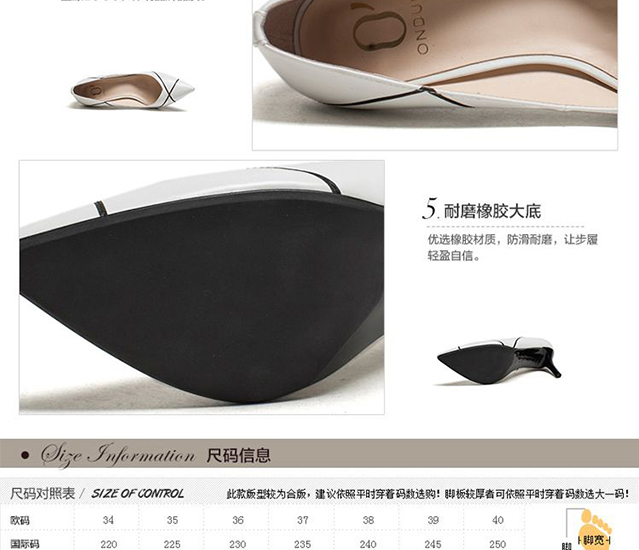 O'
JUONO
5. 耐磨橡胶大底
优选橡胶材质，防滑耐磨，让步履
轻盈自信。
Size Information 尺码信息
尺码对照表 / SIZE OF CONTROL 此款版型较为合版，建议依照平时穿着码数选购！脚板较厚者可依照平时穿着码数选大一码！
欧码 34 35 36 37 38 39 40
国际码 220 225 230 235 240 245 250
脚
脚宽